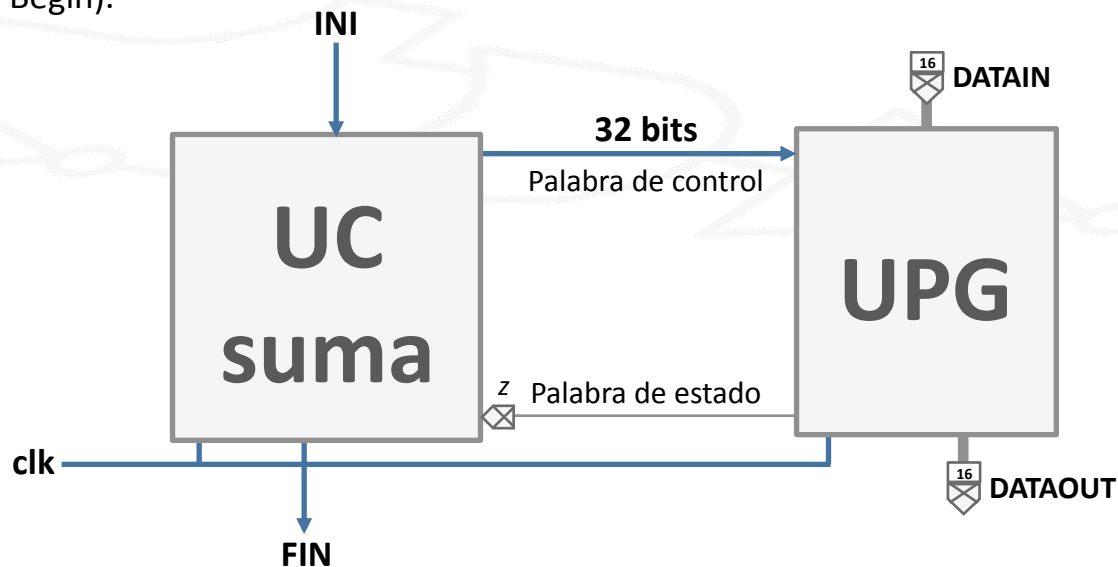 Begin):
INI
16
DATAIN
32 bits
Palabra de control
UC
suma
UPG
z
Palabra de estado
clk
16
DATAOUT
FIN